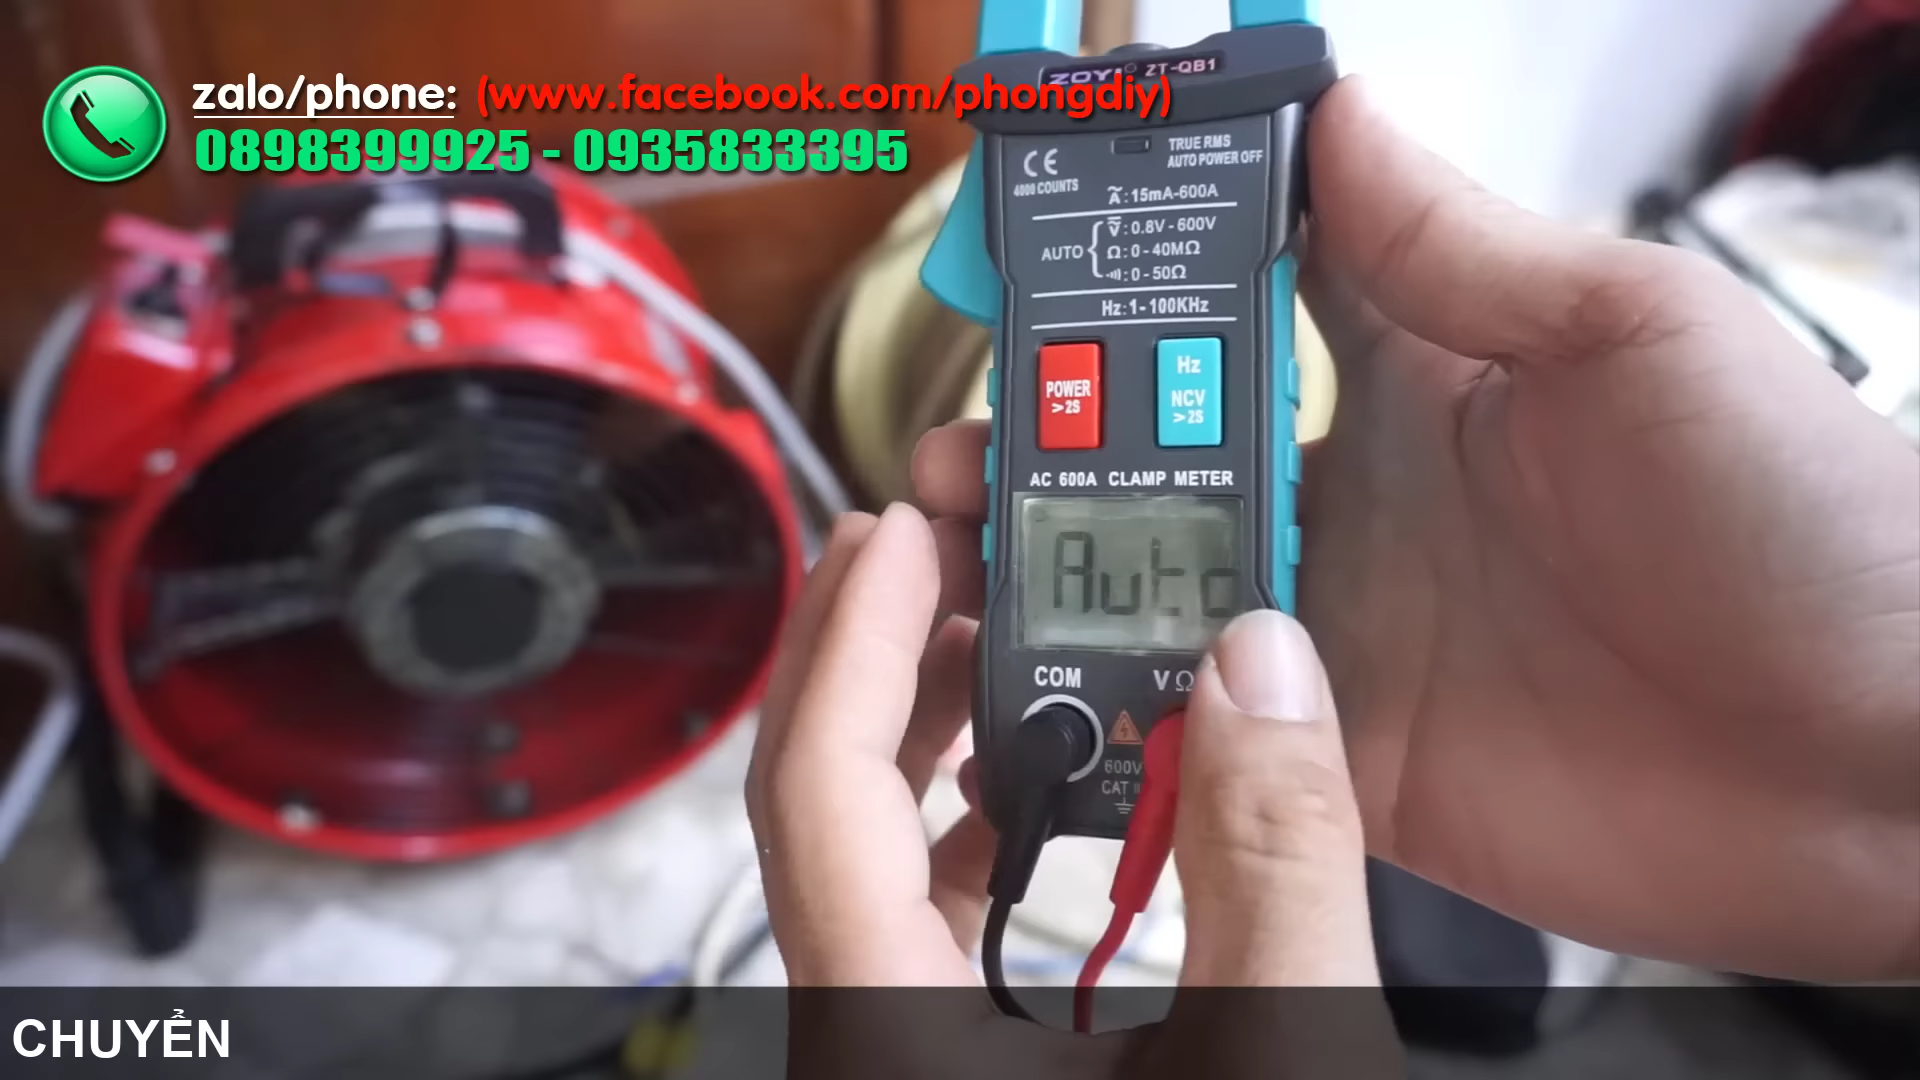 ZOYI ZT-QB1
zalo/phone: (www.facebook.com/phongdiy)
0898399925 - 0935833395
CE
4000 COUNTS
TRUE RMS
AUTO POWER OFF
A: 15mA-600A
AUTO
V: 0.8V-600V
Ω: 0-40MΩ
0-50Ω
Hz: 1-100KHz
POWER
>2S
Hz
NCV
>2S
AC 600A CLAMP METER
Auto
COM
VΩ
600V
CAT
CHUYỂN